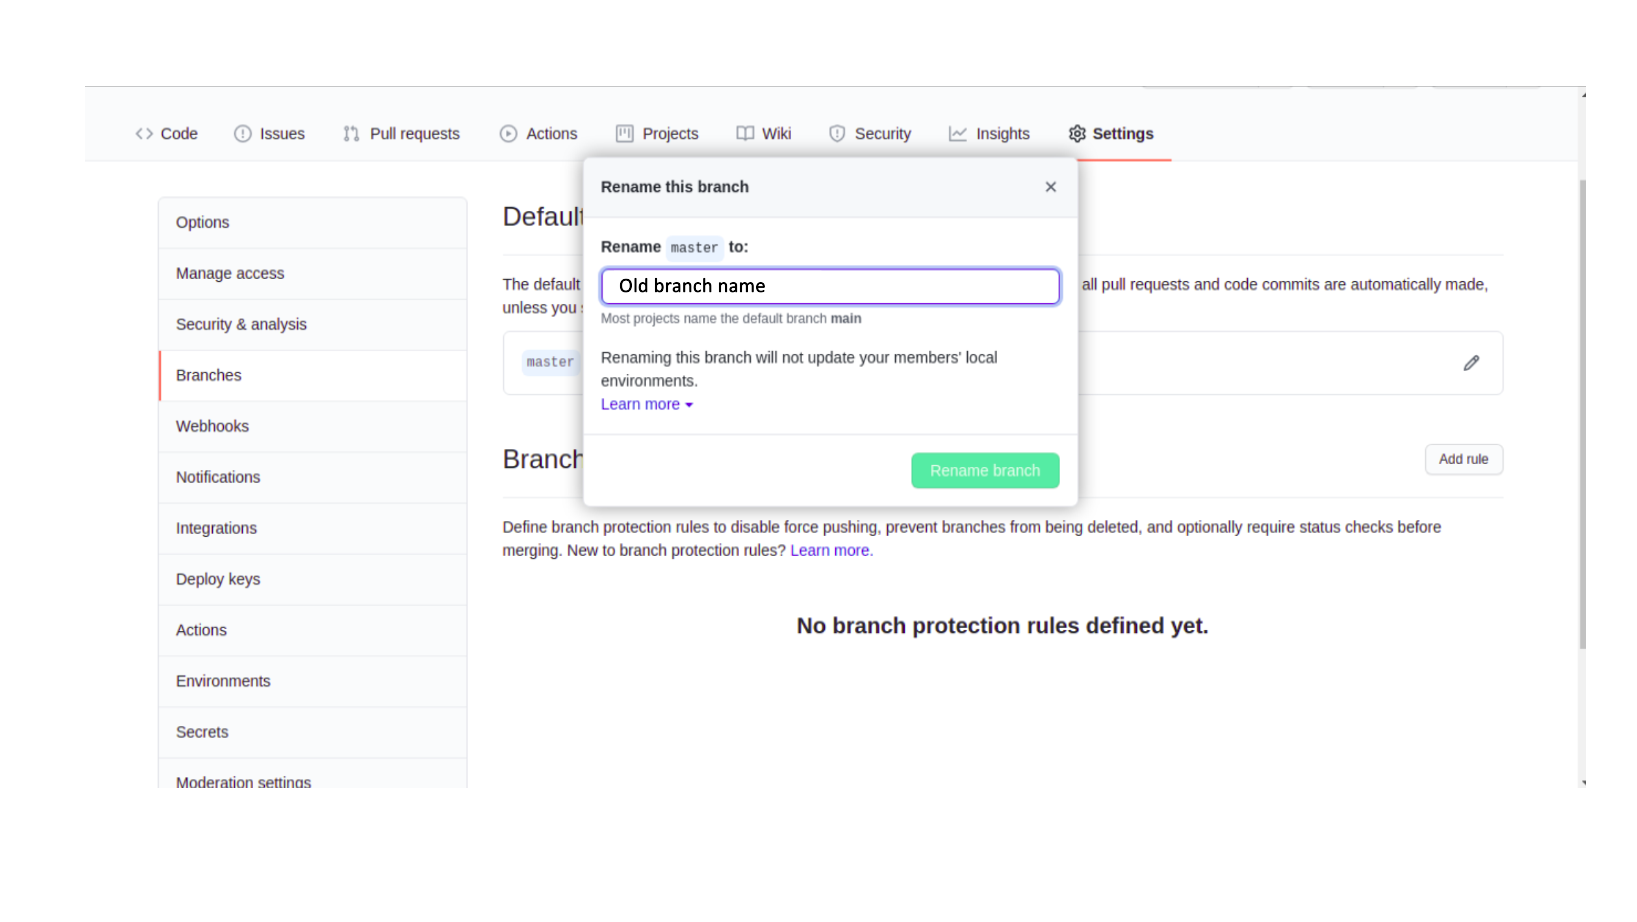 Code Issues Pull requests Actions Projects Wiki Security Insights Settings
Options
Manage access
Security & analysis
Branches
Webhooks
Notifications
Integrations
Deploy keys
Actions
Environments
Secrets
Moderation settings
Rename this branch
Rename master to:
Old branch name
Most projects name the default branch main
Renaming this branch will not update your members' local
environments.
Learn more
Rename branch
Default
The default all pull requests and code commits are automatically made,
unless you
master
Branch
Add rule
Define branch protection rules to disable force pushing, prevent branches from being deleted, and optionally require status checks before
merging. New to branch protection rules? Learn more.
No branch protection rules defined yet.